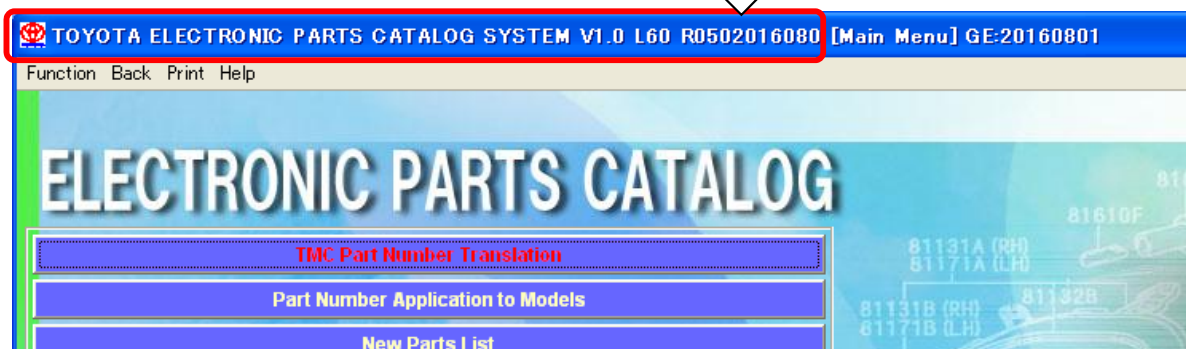 TOYOTA ELECTRONIC PARTS CATALOG SYSTEM V1.0 L60 R0502016080 [Main Menu] GE:20160801
Function Back Print Help
ELECTRONIC PARTS CATALOG
TMC Part Number Translation
Part Number Application to Models
New Parts List
81610F
81131A (RH)
81171A (LH)
81132B
81131B (RH)
81171B (LH)